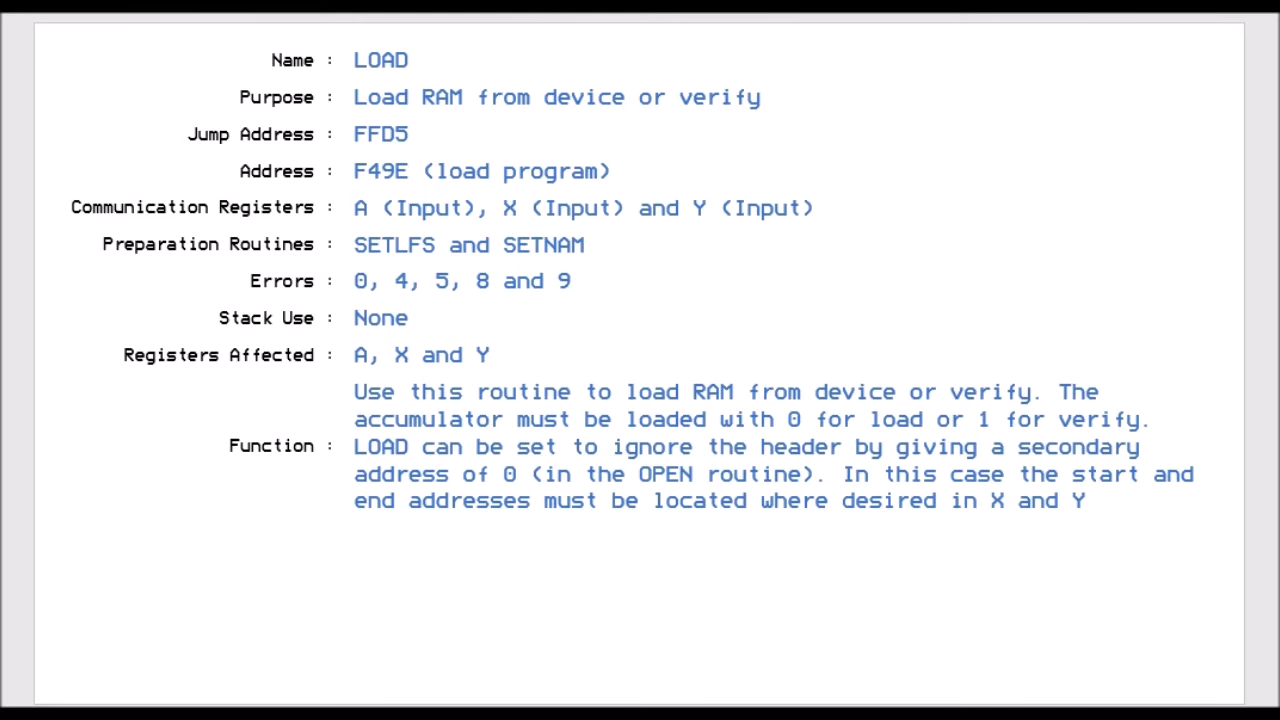 Name : LOAD
Purpose : Load RAM from device or verify
Jump Address : FFD5
Address : F49E (load program)
Communication Registers : A (Input), X (Input) and Y (Input)
Preparation Routines : SETLFS and SETNAM
Errors : 0, 4, 5, 8 and 9
Stack Use : None
Registers Affected : A, X and Y
Use this routine to load RAM from device or verify. The
accumulator must be loaded with 0 for load or 1 for verify.
Function : LOAD can be set to ignore the header by giving a secondary
address of 0 (in the OPEN routine). In this case the start and
end addresses must be located where desired in X and Y